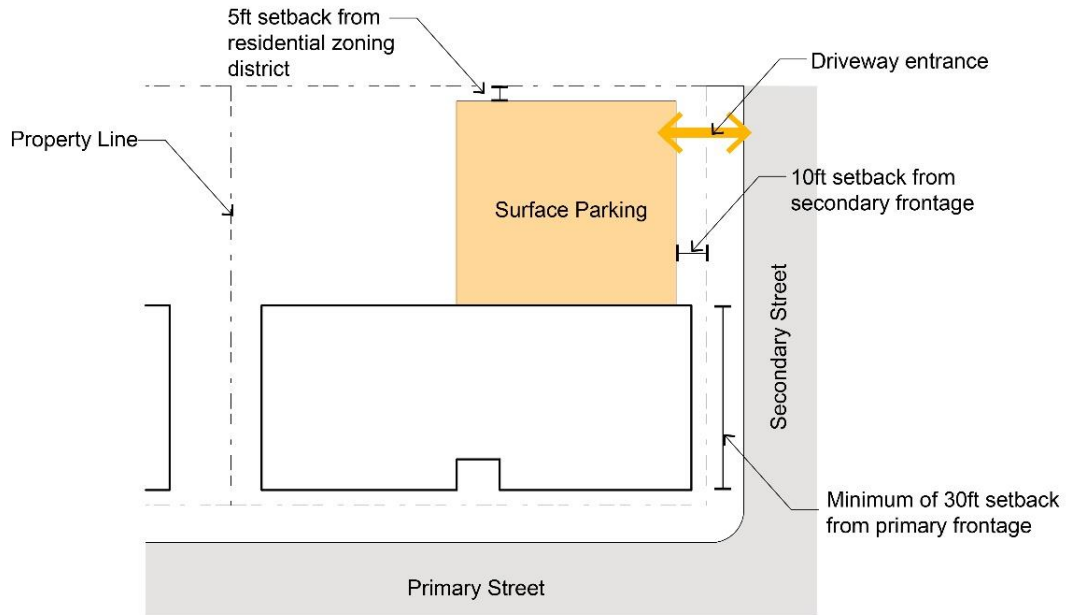 5ft setback from
residential zoning
district
Driveway entrance
Property Line
10ft setback from
secondary frontage
Surface Parking
Secondary Street
Minimum of 30ft setback
from primary frontage
Primary Street